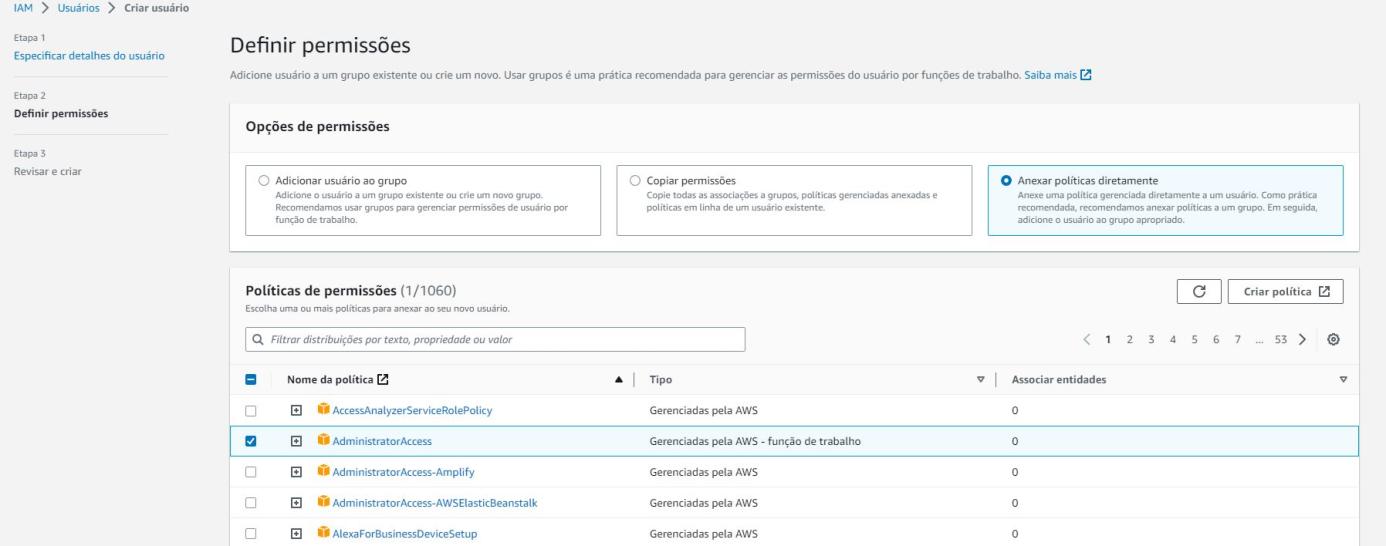 IAM > Usuários > Criar usuário
Etapa 1
Especificar detalhes do usuário
Etapa 2
Definir permissões
Etapa 3
Revisar e criar
Definir permissões
Adicione usuário a um grupo existente ou crie um novo. Usar grupos é uma prática recomendada para gerenciar as permissões do usuário por funções de trabalho. Saiba mais
Opções de permissões
Adicionar usuário ao grupo
Adicione o usuário a um grupo existente ou crie um novo grupo.
Recomendamos usar grupos para gerenciar permissões de usuário por
função de trabalho.
Copiar permissões
Copie todas as associações a grupos, políticas gerenciadas anexadas e
políticas em linha de um usuário existente.
Anexar políticas diretamente
Anexe uma política gerenciada diretamente a um usuário. Como prática
recomendada, recomendamos anexar políticas a um grupo. Em seguida,
adicione o usuário ao grupo apropriado.
Políticas de permissões (1/1060)
Escolha uma ou mais políticas para anexar ao seu novo usuário.
Criar política
Filtrar distribuições por texto, propriedade ou valor
< 1 2 3 4 5 6 7 ... 53 >
Nome da política Tipo Associar entidades
AccessAnalyzerServiceRolePolicy Gerenciadas pela AWS 0
AdministratorAccess Gerenciadas pela AWS - função de trabalho 0
AdministratorAccess-Amplify Gerenciadas pela AWS 0
AdministratorAccess-AWSElasticBeanstalk Gerenciadas pela AWS 0
AlexaForBusinessDeviceSetup Gerenciadas pela AWS 0